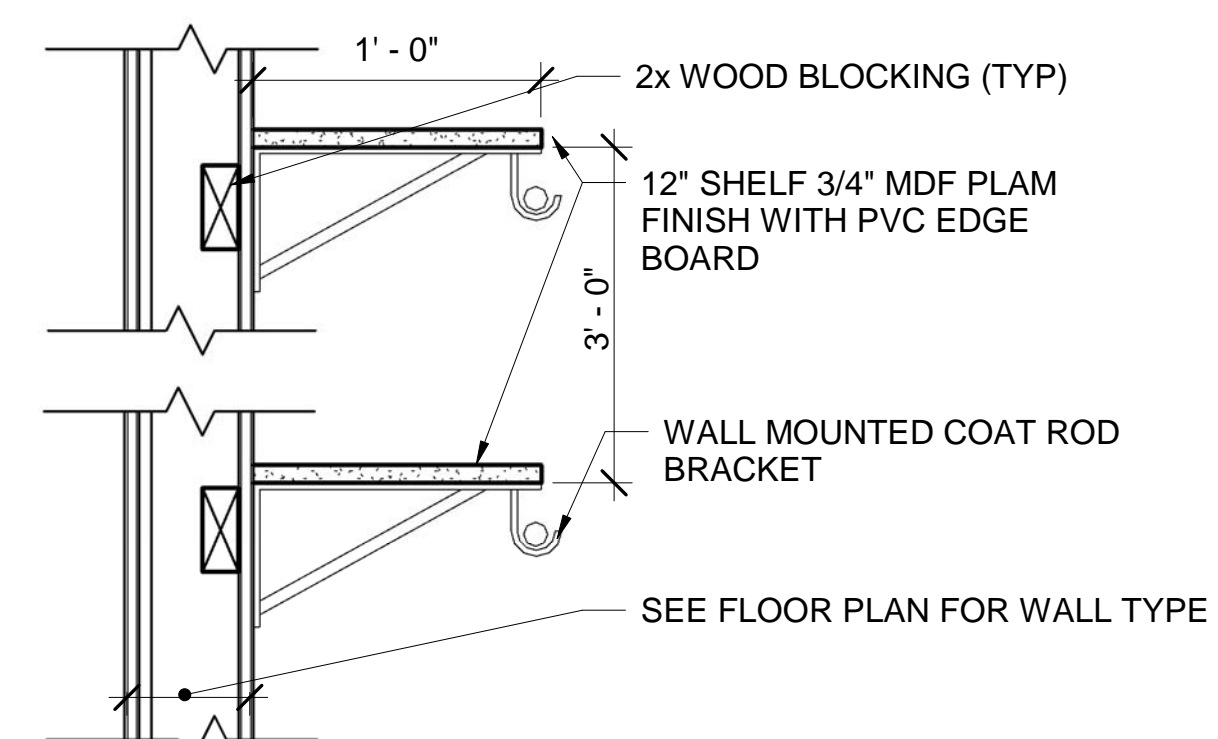 1' - 0"
2x WOOD BLOCKING (TYP)
12" SHELF 3/4" MDF PLAM
FINISH WITH PVC EDGE
BOARD
3' - 0"
WALL MOUNTED COAT ROD
BRACKET
SEE FLOOR PLAN FOR WALL TYPE